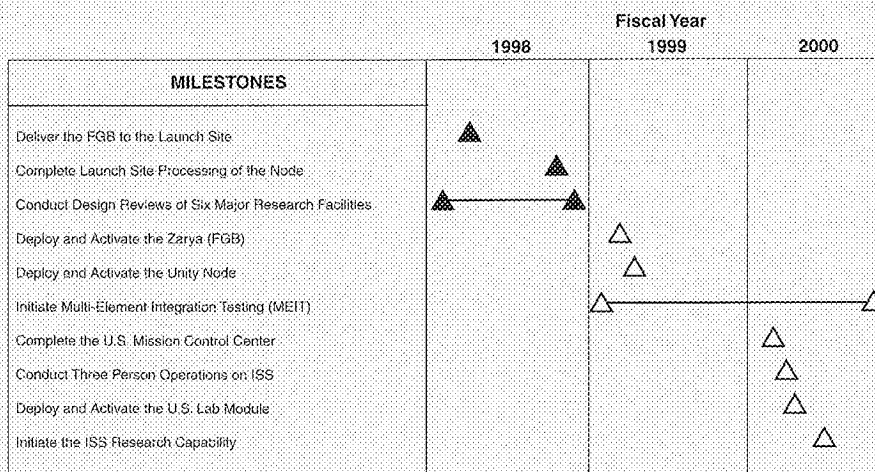 Fiscal Year
1998 1999 2000
MILESTONES
Deliver the FGB to the Launch Site
Complete Launch Site Processing of the Node
Conduct Design Reviews of Six Major Research Facilities
Deploy and Activate the Zarya (FGB)
Deploy and Activate the Unity Node
Initiate Multi-Element Integration Testing (MEIT)
Complete the U.S. Mission Control Center
Conduct Three Person Operations on ISS
Deploy and Activate the U.S. Lab Module
Initiate the ISS Research Capability